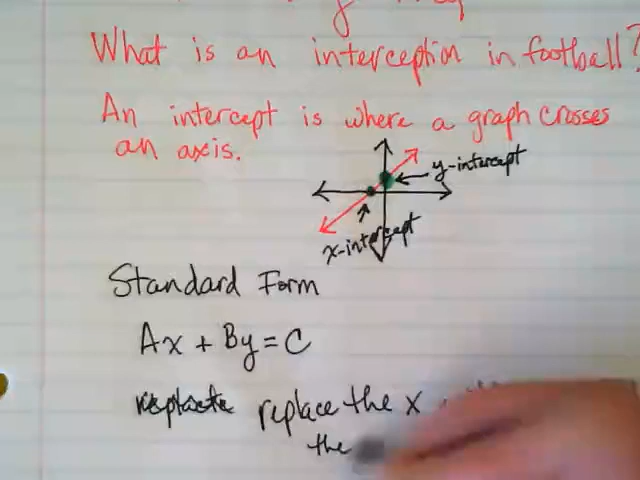 What is an interception in football?
An intercept is where a graph crosses
an axis.
y-intercept
x-intercept
Standard Form
Ax + By = C
replace the x
the